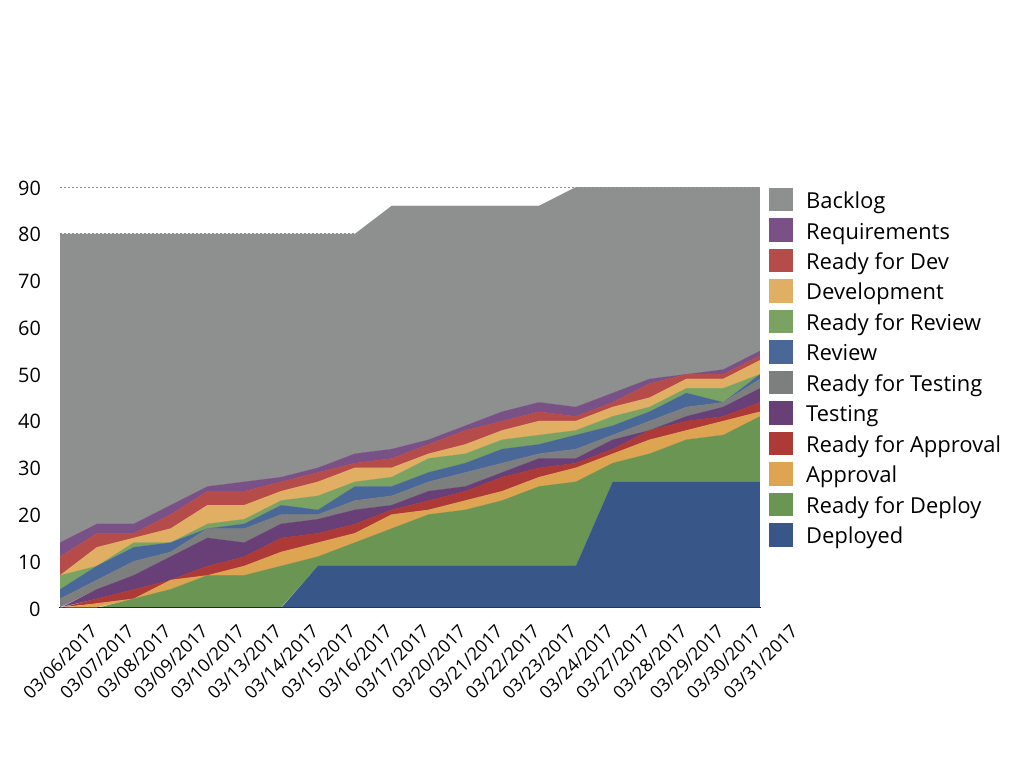 90
80
70
60
50
40
30
20
10
0
Backlog
Requirements
Ready for Dev
Development
Ready for Review
Review
Ready for Testing
Testing
Ready for Approval
Approval
Ready for Deploy
Deployed
03/06/2017
03/07/2017
03/08/2017
03/09/2017
03/10/2017
03/13/2017
03/14/2017
03/15/2017
03/16/2017
03/17/2017
03/20/2017
03/21/2017
03/22/2017
03/23/2017
03/24/2017
03/27/2017
03/28/2017
03/29/2017
03/30/2017
03/31/2017